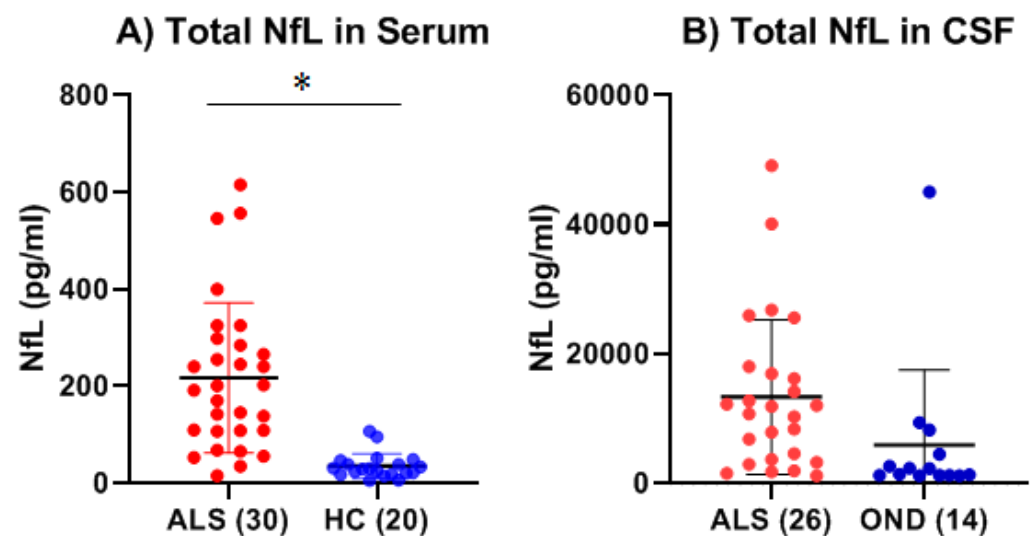 A) Total NfL in Serum
*
NfL (pg/ml)
800
600
400
200
0
ALS (30) HC (20)
B) Total NfL in CSF
NfL (pg/ml)
60000
40000
20000
0
ALS (26) OND (14)